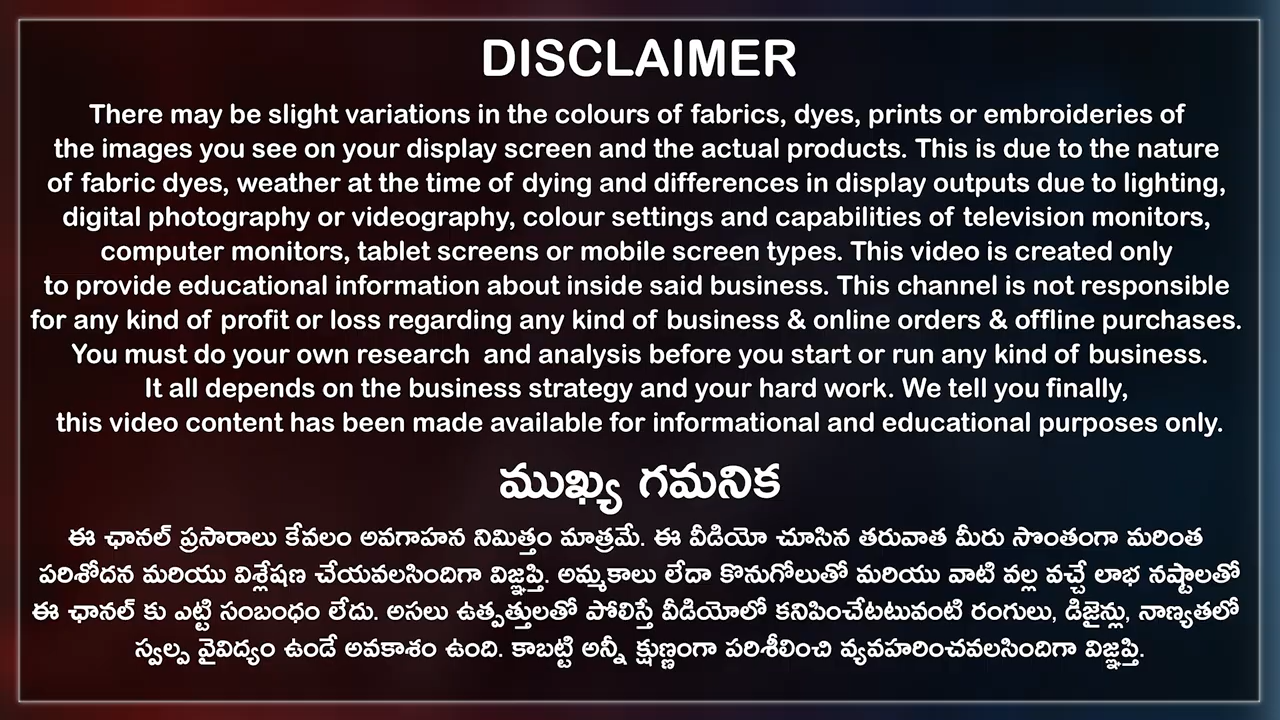 DISCLAIMER
There may be slight variations in the colours of fabrics, dyes, prints or embroideries of
the images you see on your display screen and the actual products. This is due to the nature
of fabric dyes, weather at the time of dying and differences in display outputs due to lighting,
digital photography or videography, colour settings and capabilities of television monitors,
computer monitors, tablet screens or mobile screen types. This video is created only
to provide educational information about inside said business. This channel is not responsible
for any kind of profit or loss regarding any kind of business & online orders & offline purchases.
You must do your own research  and analysis before you start or run any kind of business.
It all depends on the business strategy and your hard work. We tell you finally,
this video content has been made available for informational and educational purposes only.
ముఖ్య గమనిక
ఈ ఛానల్ ప్రసారాలు కేవలం అవగాహన నిమిత్తం మాత్రమే. ఈ వీడియో చూసిన తరువాత మీరు సొంతంగా మరింత
పరిశోదన మరియు విశ్లేషణ చేయవలసిందిగా విజ్ఞప్తి. అమ్మకాలు లేదా కొనుగోలుతో మరియు వాటి వల్ల వచ్చే లాభ నష్టాలతో
ఈ ఛానల్ కు ఎట్టి సంబంధం లేదు. అసలు ఉత్పత్తులతో పోలిస్తే వీడియోలో కనిపించేటటువంటి రంగులు, డిజైన్లు, నాణ్యతలో
స్వల్ప వైవిద్యం ఉండే అవకాశం ఉంది. కాబట్టి అన్నీ క్షుణ్ణంగా పరిశీలించి వ్యవహరించవలసిందిగా విజ్ఞప్తి.